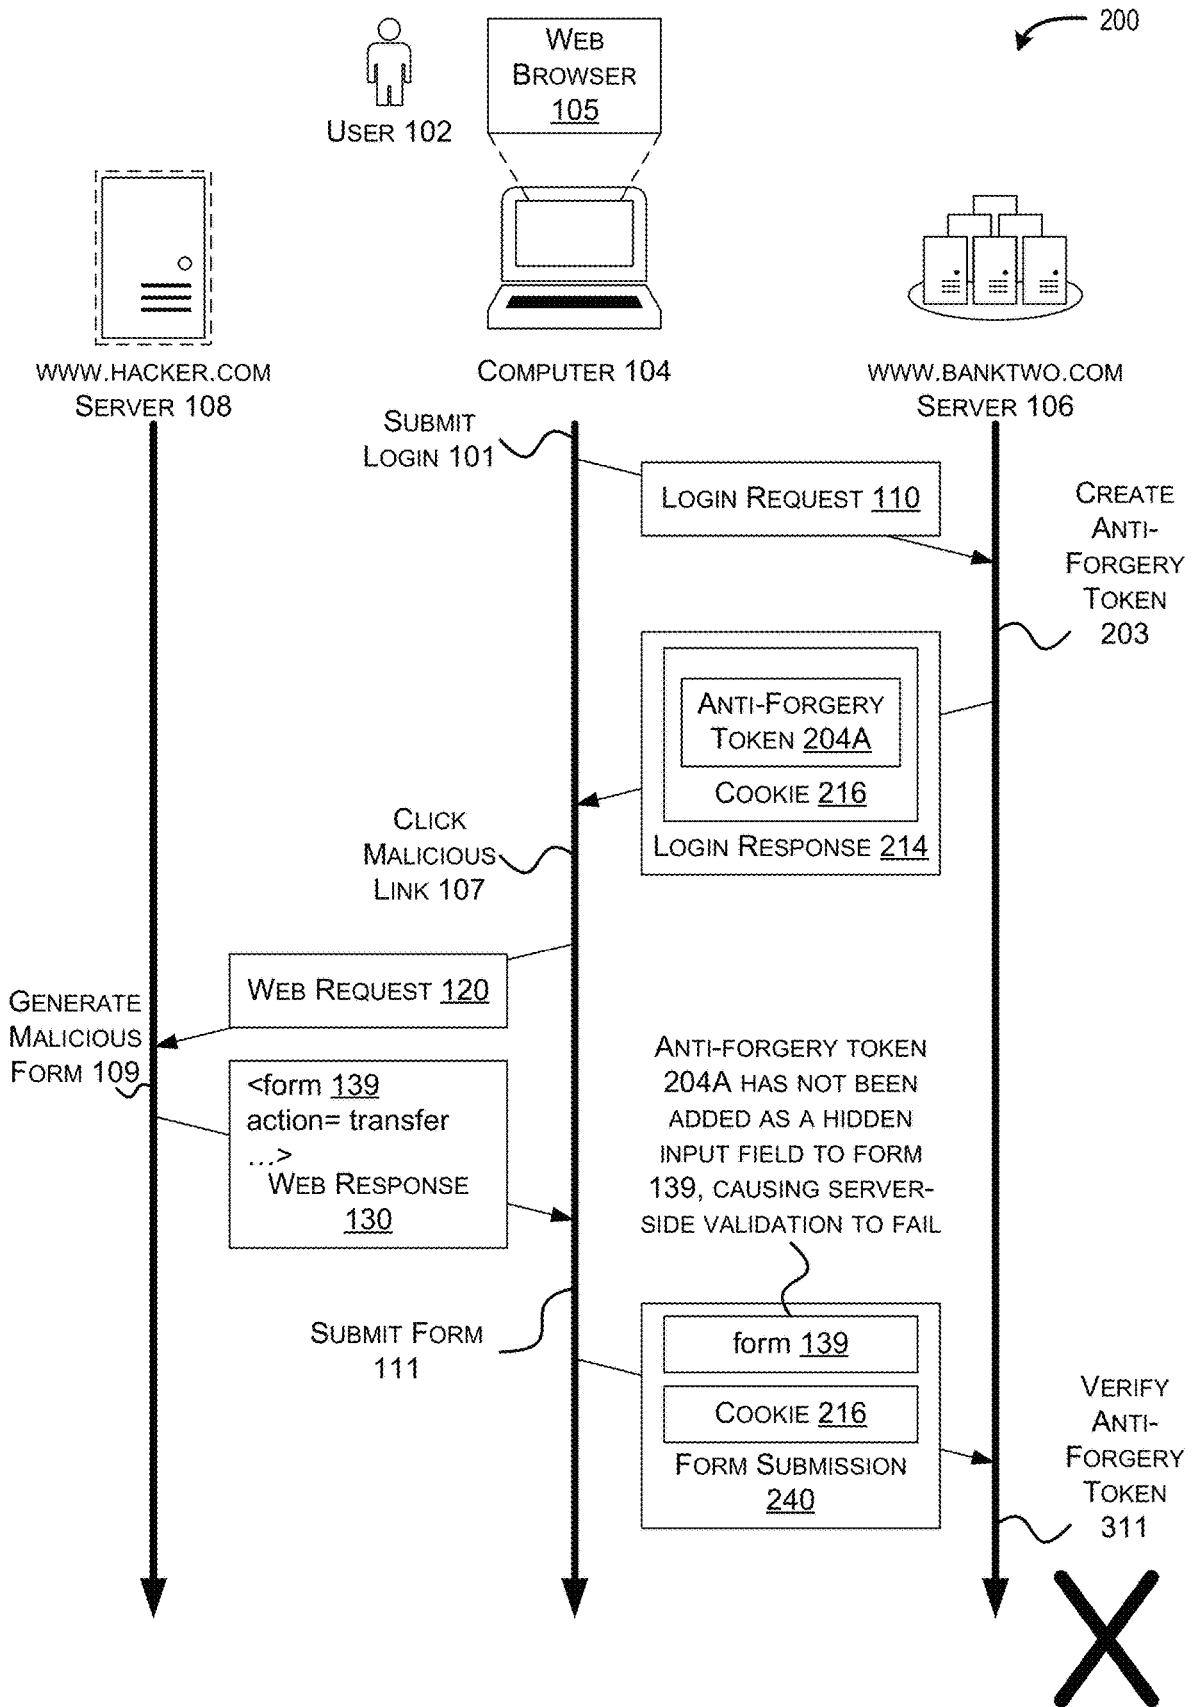 200
WEB
BROWSER
105
USER 102
WWW.HACKER.COM
SERVER 108
COMPUTER 104
WWW.BANKTWO.COM
SERVER 106
SUBMIT
LOGIN 101
LOGIN REQUEST 110
CREATE
ANTI-
FORGERY
TOKEN
203
ANTI-FORGERY
TOKEN 204A
COOKIE 216
LOGIN RESPONSE 214
CLICK
MALICIOUS
LINK 107
WEB REQUEST 120
GENERATE
MALICIOUS
FORM 109
<form 139
action= transfer
...>
WEB RESPONSE
130
ANTI-FORGERY TOKEN
204A HAS NOT BEEN
ADDED AS A HIDDEN
INPUT FIELD TO FORM
139, CAUSING SERVER-
SIDE VALIDATION TO FAIL
SUBMIT FORM
111
form 139
COOKIE 216
FORM SUBMISSION
240
VERIFY
ANTI-
FORGERY
TOKEN
311